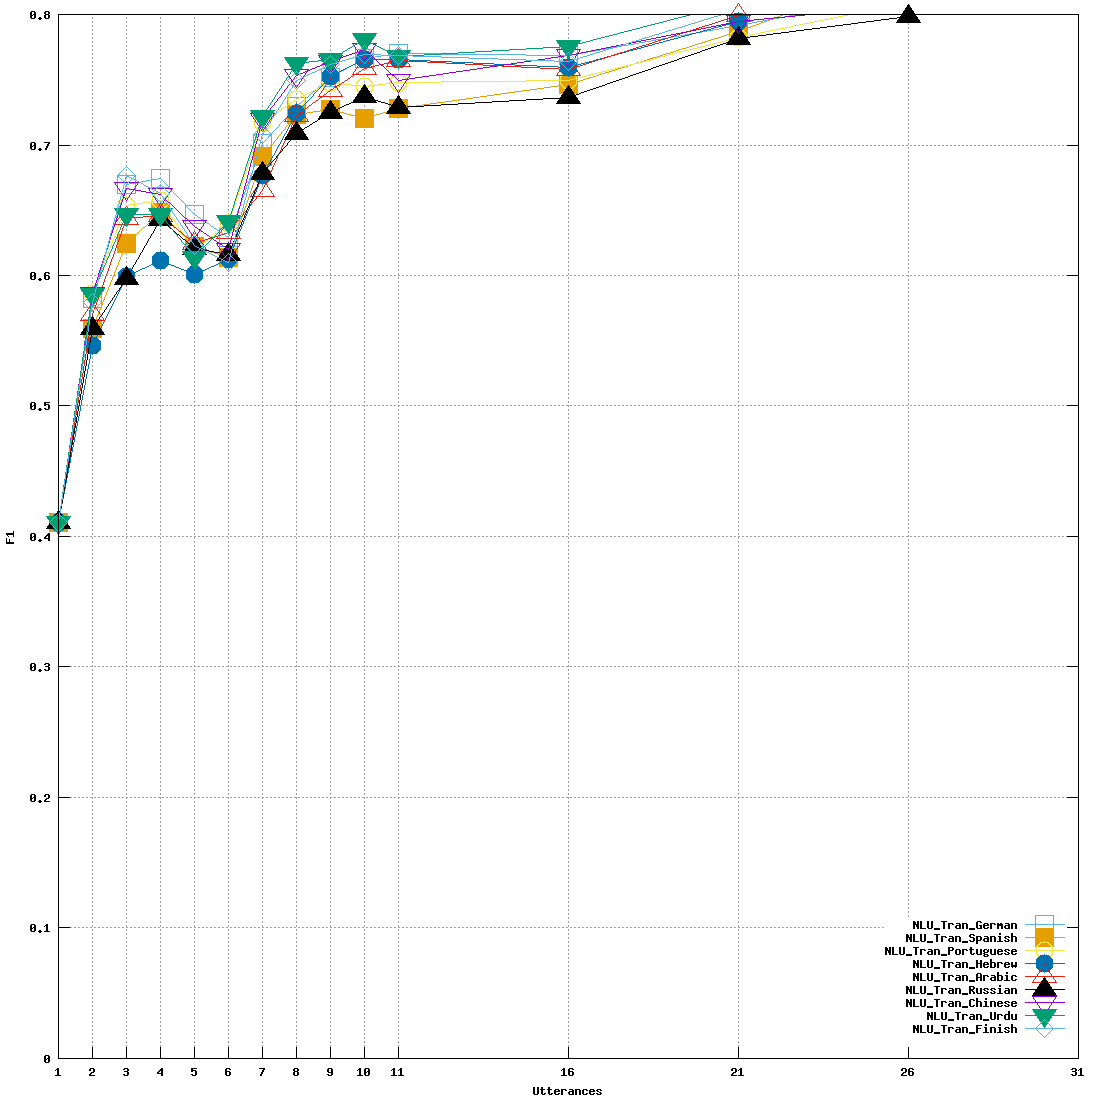 0.8
0.7
0.6
0.5
0.4
0.3
0.2
0.1
0
F1
1 2 3 4 5 6 7 8 9 10 11 16 21 26 31
Utterances
NLU_Tran_German
NLU_Tran_Spanish
NLU_Tran_Portuguese
NLU_Tran_Hebrew
NLU_Tran_Arabic
NLU_Tran_Russian
NLU_Tran_Chinese
NLU_Tran_Urdu
NLU_Tran_Finish